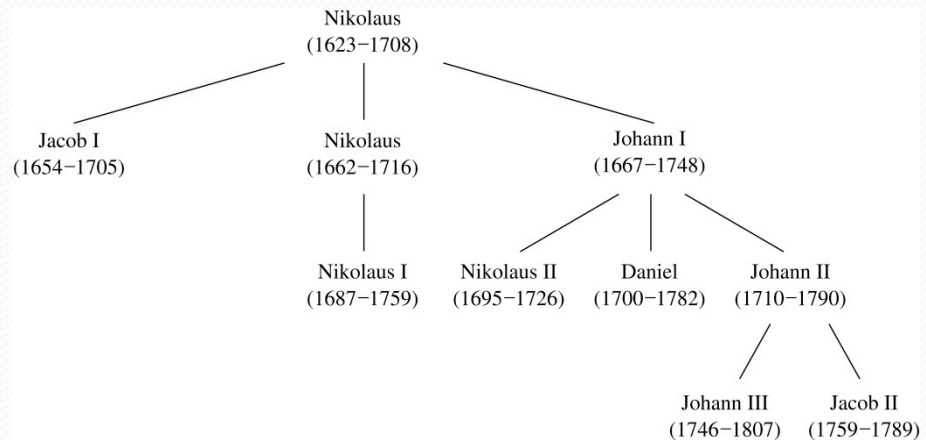 Nikolaus
(1623–1708)
Jacob I
(1654–1705)
Nikolaus
(1662–1716)
Johann I
(1667–1748)
Nikolaus I
(1687–1759)
Nikolaus II
(1695–1726)
Daniel
(1700–1782)
Johann II
(1710–1790)
Johann III
(1746–1807)
Jacob II
(1759–1789)